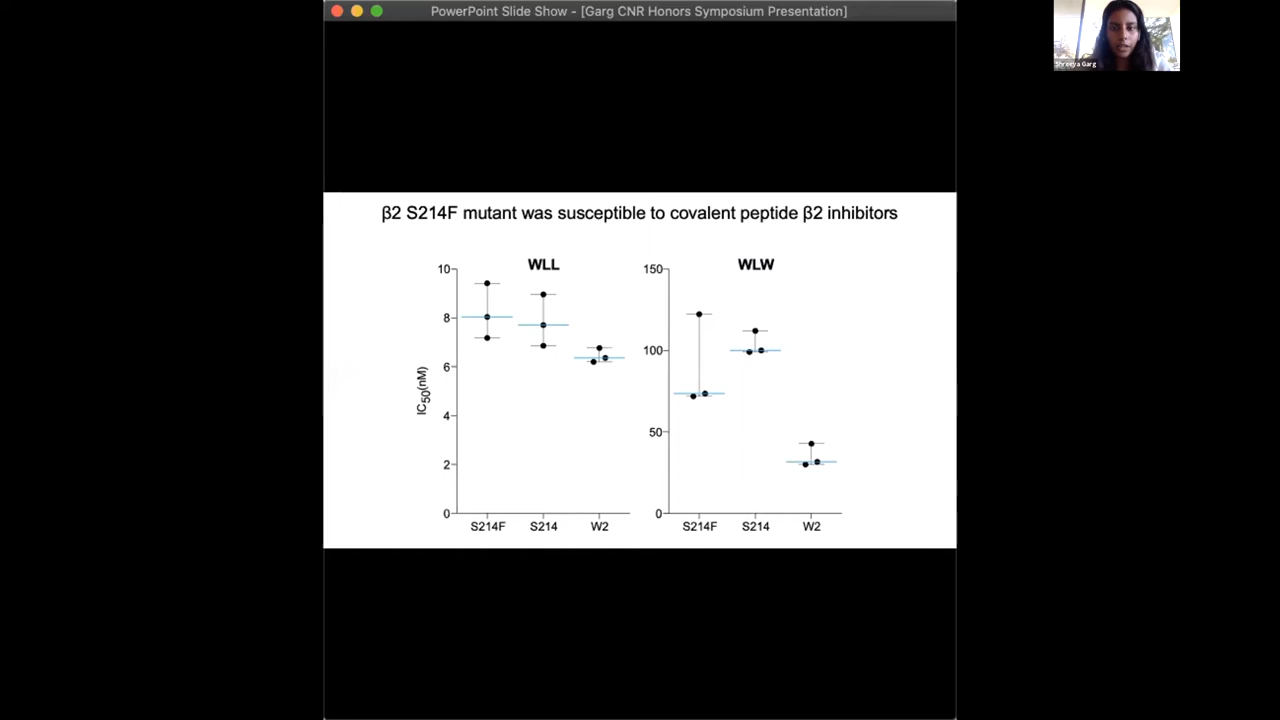 PowerPoint Slide Show - [Garg CNR Honors Symposium Presentation]
Shreeya Garg
β2 S214F mutant was susceptible to covalent peptide β2 inhibitors
WLL
WLW
10
8
6
4
2
0
IC50(nM)
S214F S214 W2
150
100
50
0
S214F S214 W2